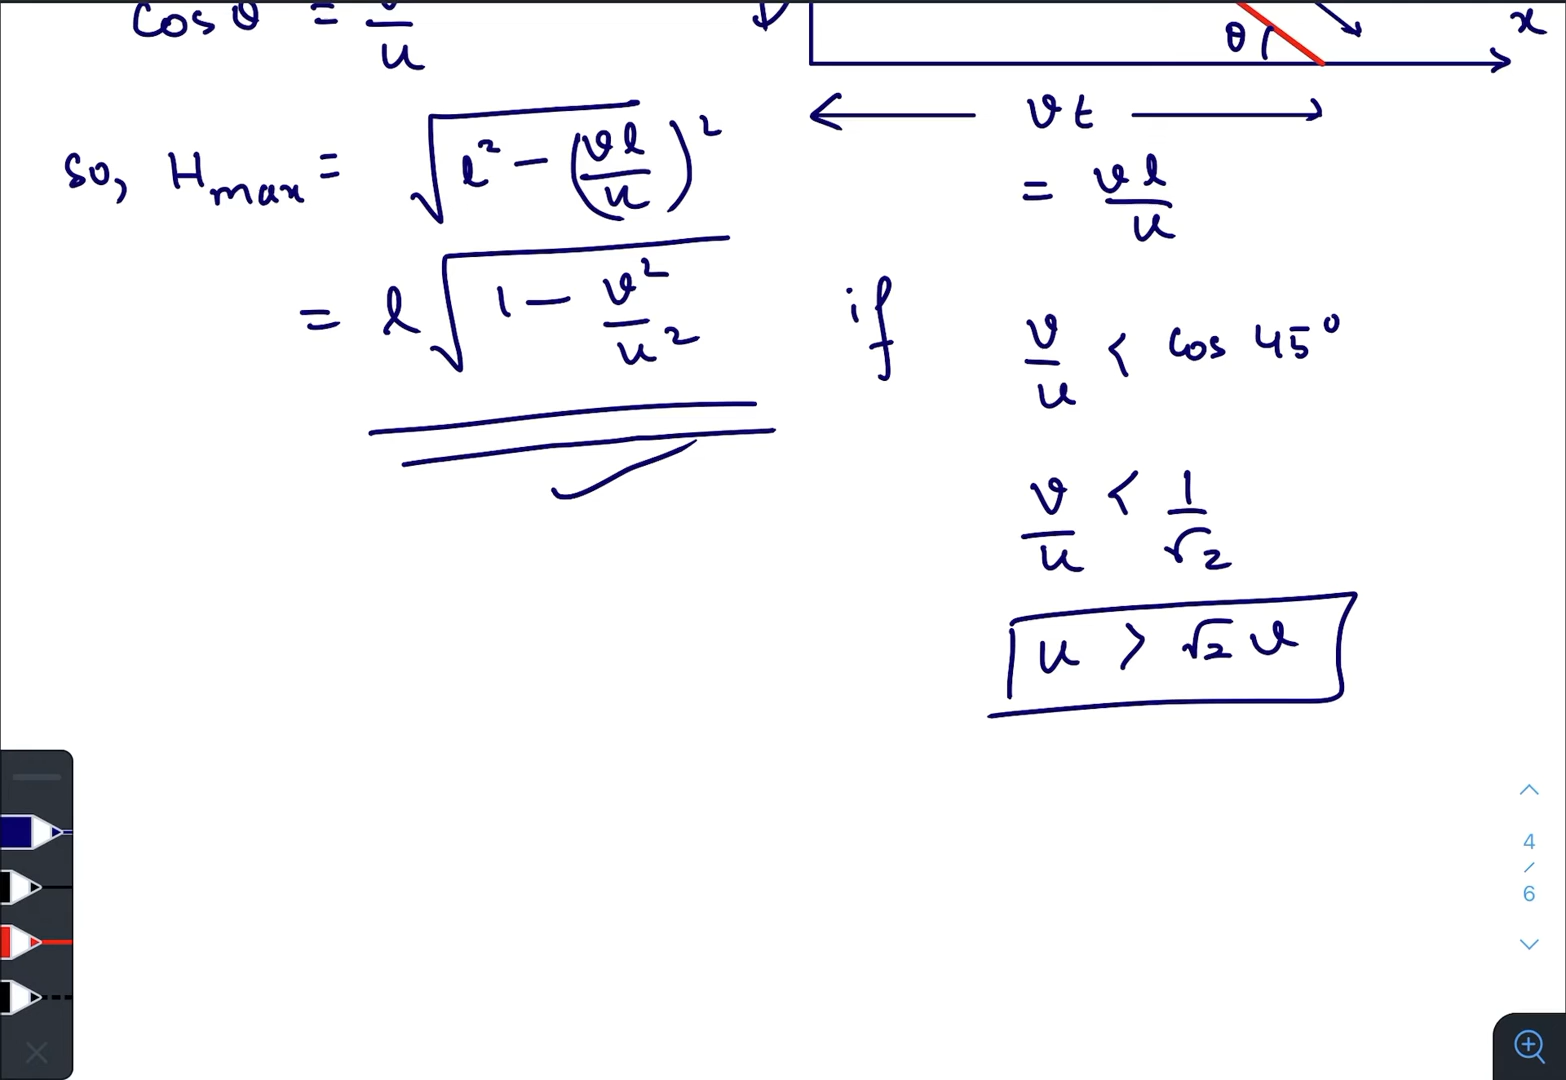 cos θ = v/u
x
θ
so, Hmax = √(l² − (vl/u)²)
= l√(1 − v²/u²)
vt
= vl/u
if
v/u < cos 45°
v/u < 1/√2
u > √2 v
4
/
6